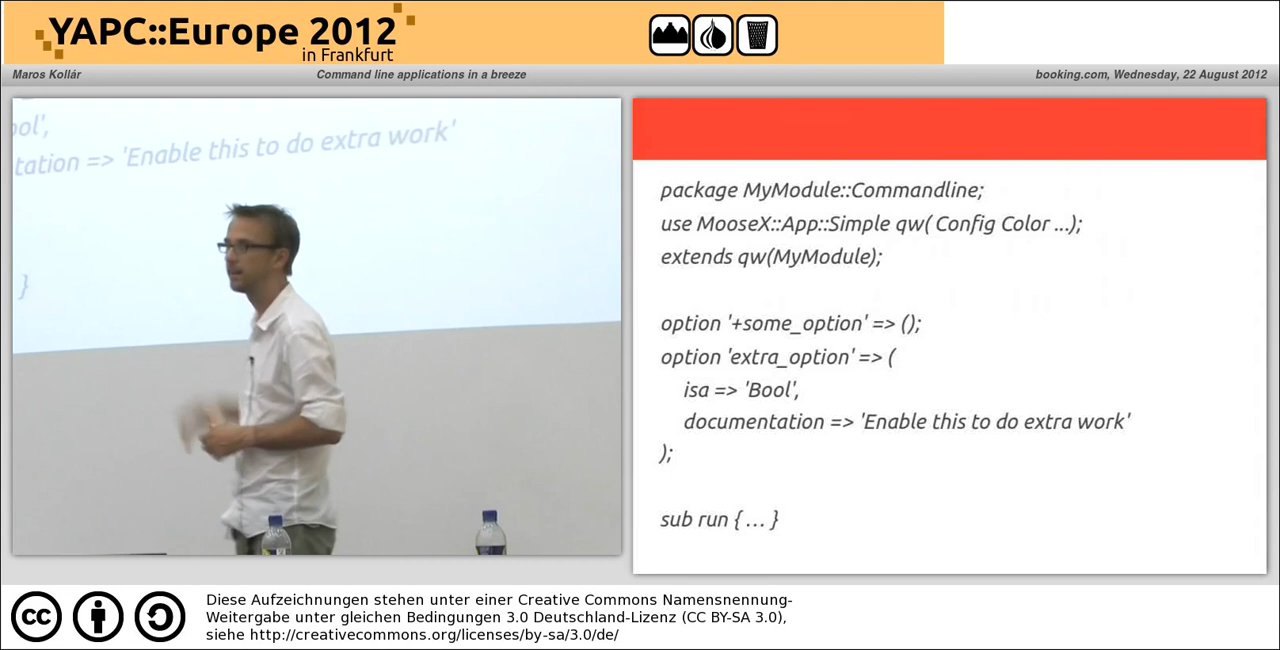 YAPC::Europe 2012
in Frankfurt
Maros Kollár
Command line applications in a breeze
booking.com, Wednesday, 22 August 2012
ool',
tation => 'Enable this to do extra work'
}
package MyModule::Commandline;
use MooseX::App::Simple qw( Config Color ...);
extends qw(MyModule);
option '+some_option' => ();
option 'extra_option' => (
isa => 'Bool',
documentation => 'Enable this to do extra work'
);
sub run { ... }
cc
Diese Aufzeichnungen stehen unter einer Creative Commons Namensnennung-
Weitergabe unter gleichen Bedingungen 3.0 Deutschland-Lizenz (CC BY-SA 3.0),
siehe http://creativecommons.org/licenses/by-sa/3.0/de/